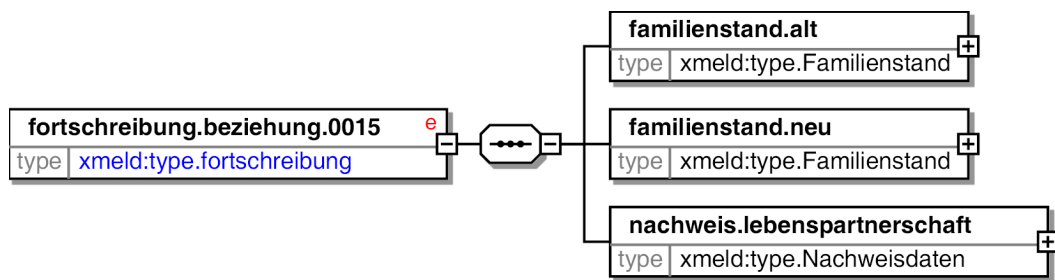 familienstand.alt
type xmeld:type.Familienstand
fortschreibung.beziehung.0015 e
type xmeld:type.fortschreibung
familienstand.neu
type xmeld:type.Familienstand
nachweis.lebenspartnerschaft
type xmeld:type.Nachweisdaten